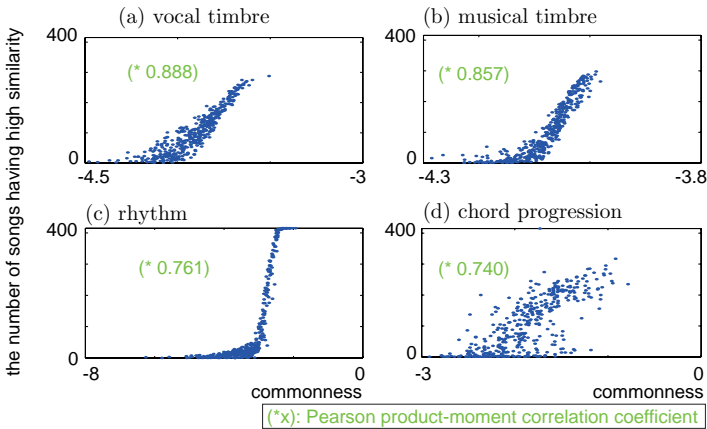 (a) vocal timbre
(b) musical timbre
the number of songs having high similarity
400
(* 0.888)
0
-4.5
-3
400
(* 0.857)
0
-4.3
-3.8
(c) rhythm
(d) chord progression
400
(* 0.761)
0
-8
0
commonness
400
(* 0.740)
0
-3
0
commonness
(*x): Pearson product-moment correlation coefficient